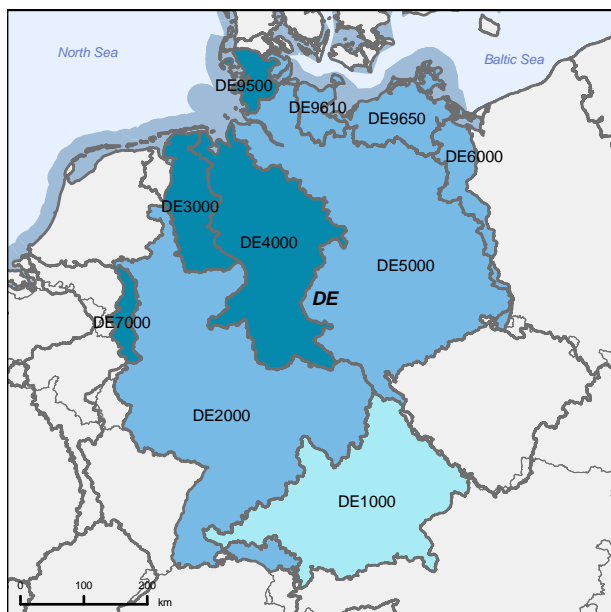 North Sea
Baltic Sea
DE9500
DE9610
DE9650
DE6000
DE3000
DE4000
DE5000
DE
DE7000
DE2000
DE1000
0 100 200
km